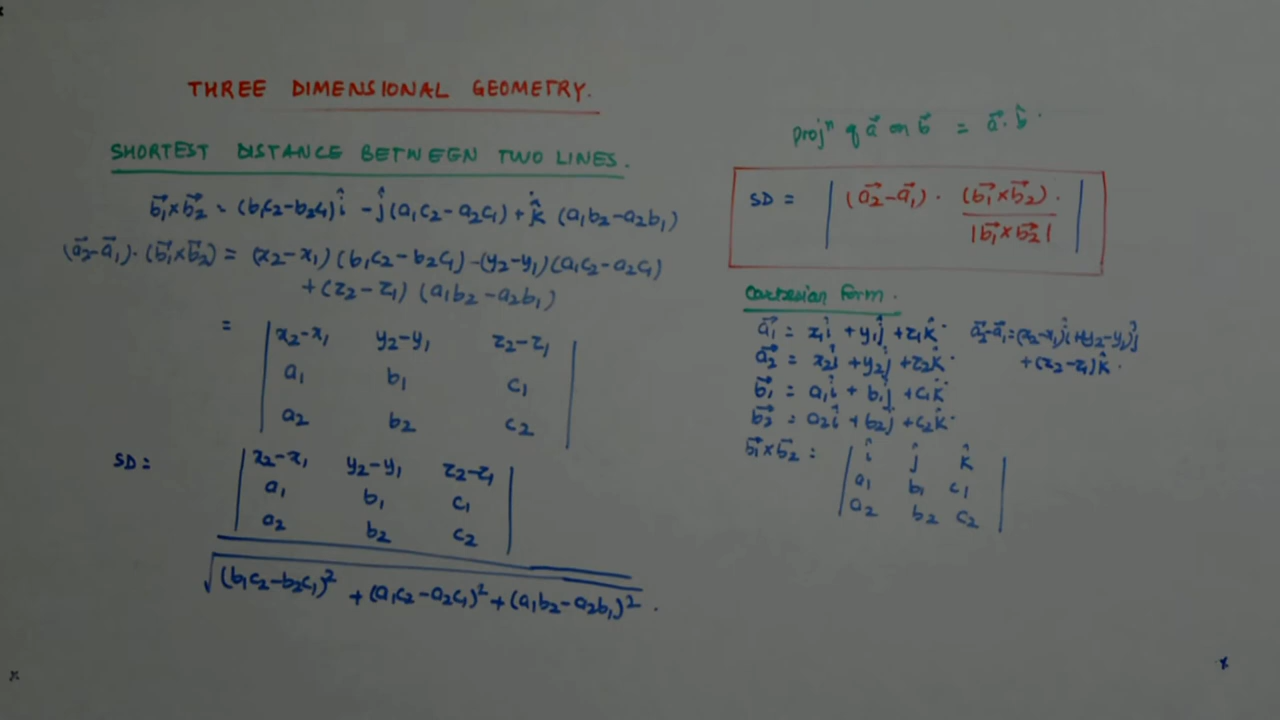 THREE DIMENSIONAL GEOMETRY.
SHORTEST DISTANCE BETWEEN TWO LINES.
b₁⃗×b₂⃗ = (b₁c₂-b₂c₁)î - ĵ(a₁c₂-a₂c₁) + k̂ (a₁b₂-a₂b₁)
(a₂⃗-a₁⃗)·(b₁⃗×b₂⃗) = (x₂-x₁)(b₁c₂-b₂c₁)-(y₂-y₁)(a₁c₂-a₂c₁)
+(z₂-z₁) (a₁b₂-a₂b₁)
= | x₂-x₁ y₂-y₁ z₂-z₁ |
a₁ b₁ c₁
a₂ b₂ c₂
SD = | x₂-x₁ y₂-y₁ z₂-z₁ |
a₁ b₁ c₁
a₂ b₂ c₂
√(b₁c₂-b₂c₁)² + (a₁c₂-a₂c₁)² + (a₁b₂-a₂b₁)² .
Projⁿ of a⃗ on b⃗ = a⃗·b̂ .
SD = | (a₂⃗-a₁⃗) · (b₁⃗×b₂⃗) . |
|b₁⃗×b₂⃗|
Cartesian Form .
a₁⃗ = x₁î + y₁ĵ + z₁k̂ · a₂⃗-a₁⃗ = (x₂-x₁)î+(y₂-y₁)ĵ
a₂⃗ = x₂î + y₂ĵ + z₂k̂ · +(z₂-z₁)k̂ ·
b₁⃗ = a₁î + b₁ĵ + c₁k̂ ·
b₂⃗ = a₂î + b₂ĵ + c₂k̂ ·
b₁⃗×b₂⃗ = | î ĵ k̂ |
a₁ b₁ c₁
a₂ b₂ c₂